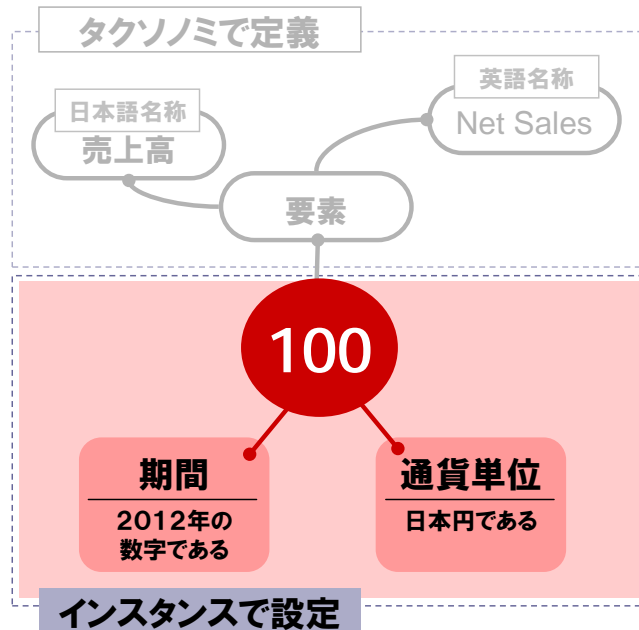 タクソノミで定義
英語名称
Net Sales
日本語名称
売上高
要素
100
期間
2012年の
数字である
通貨単位
日本円である
インスタンスで設定